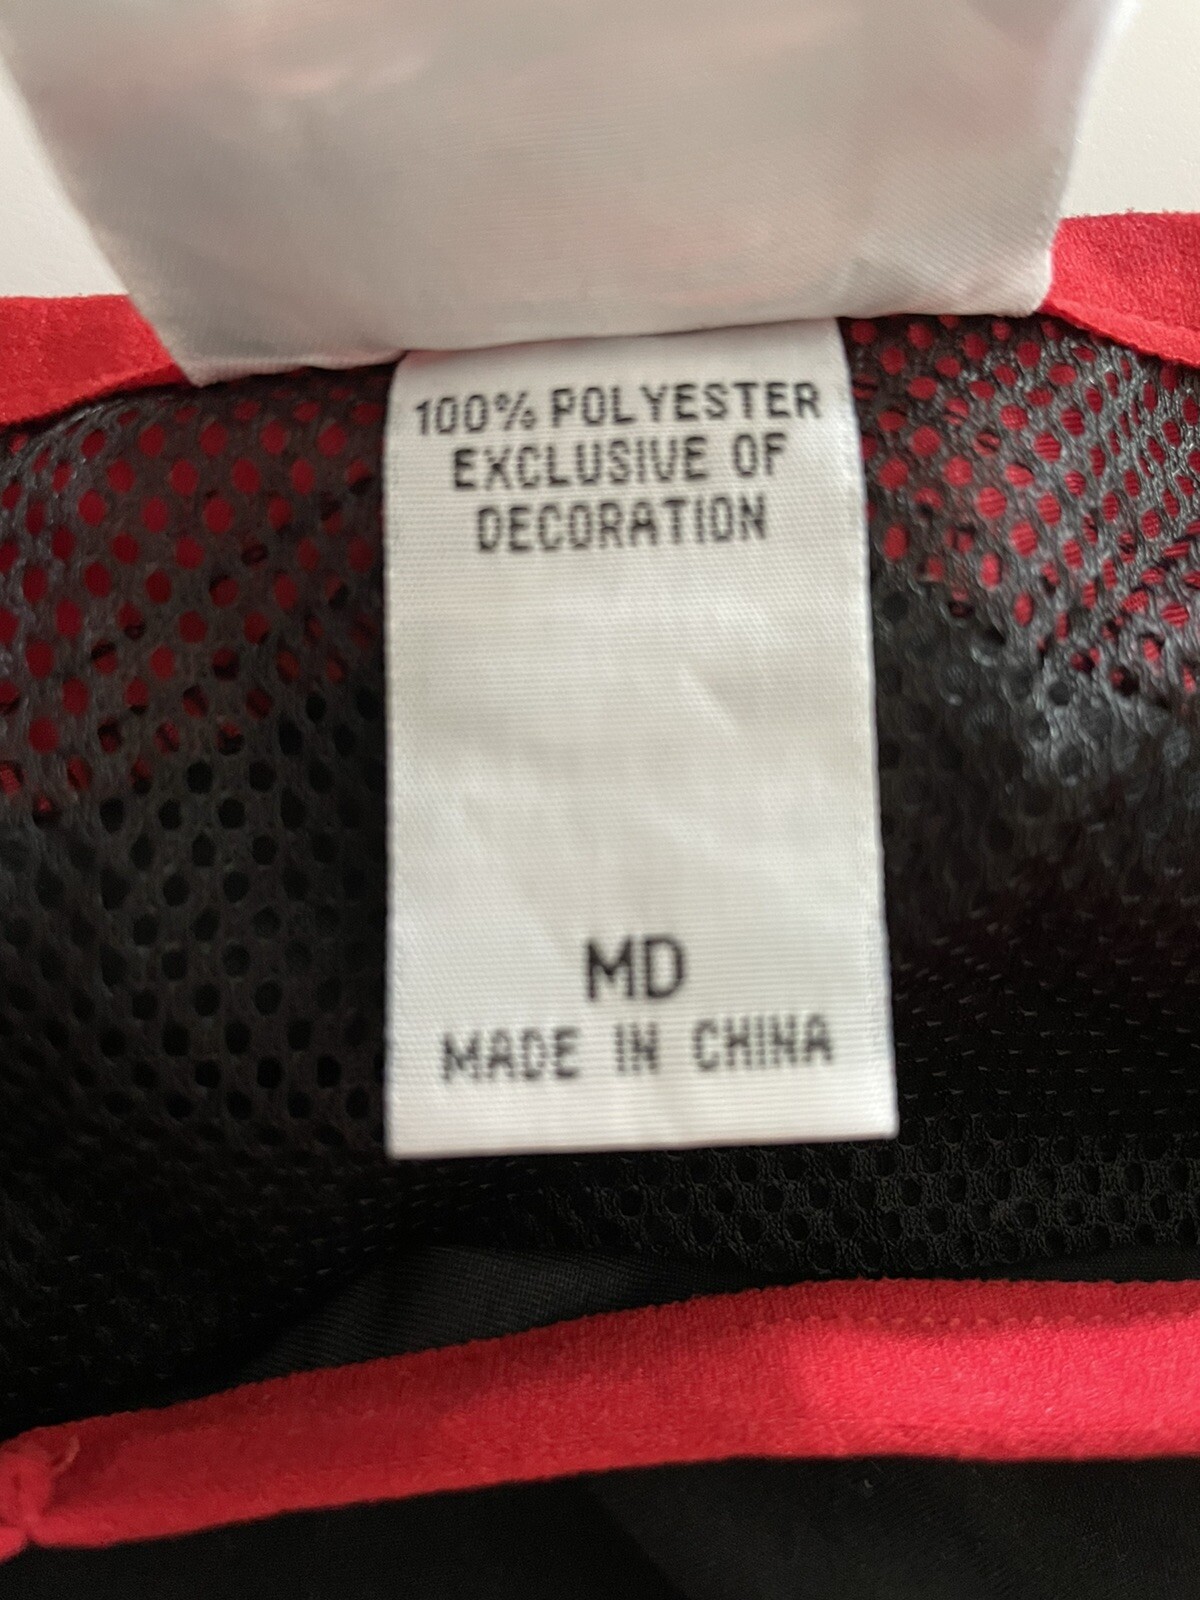 100% POLYESTER
EXCLUSIVE OF
DECORATION
MD
MADE IN CHINA